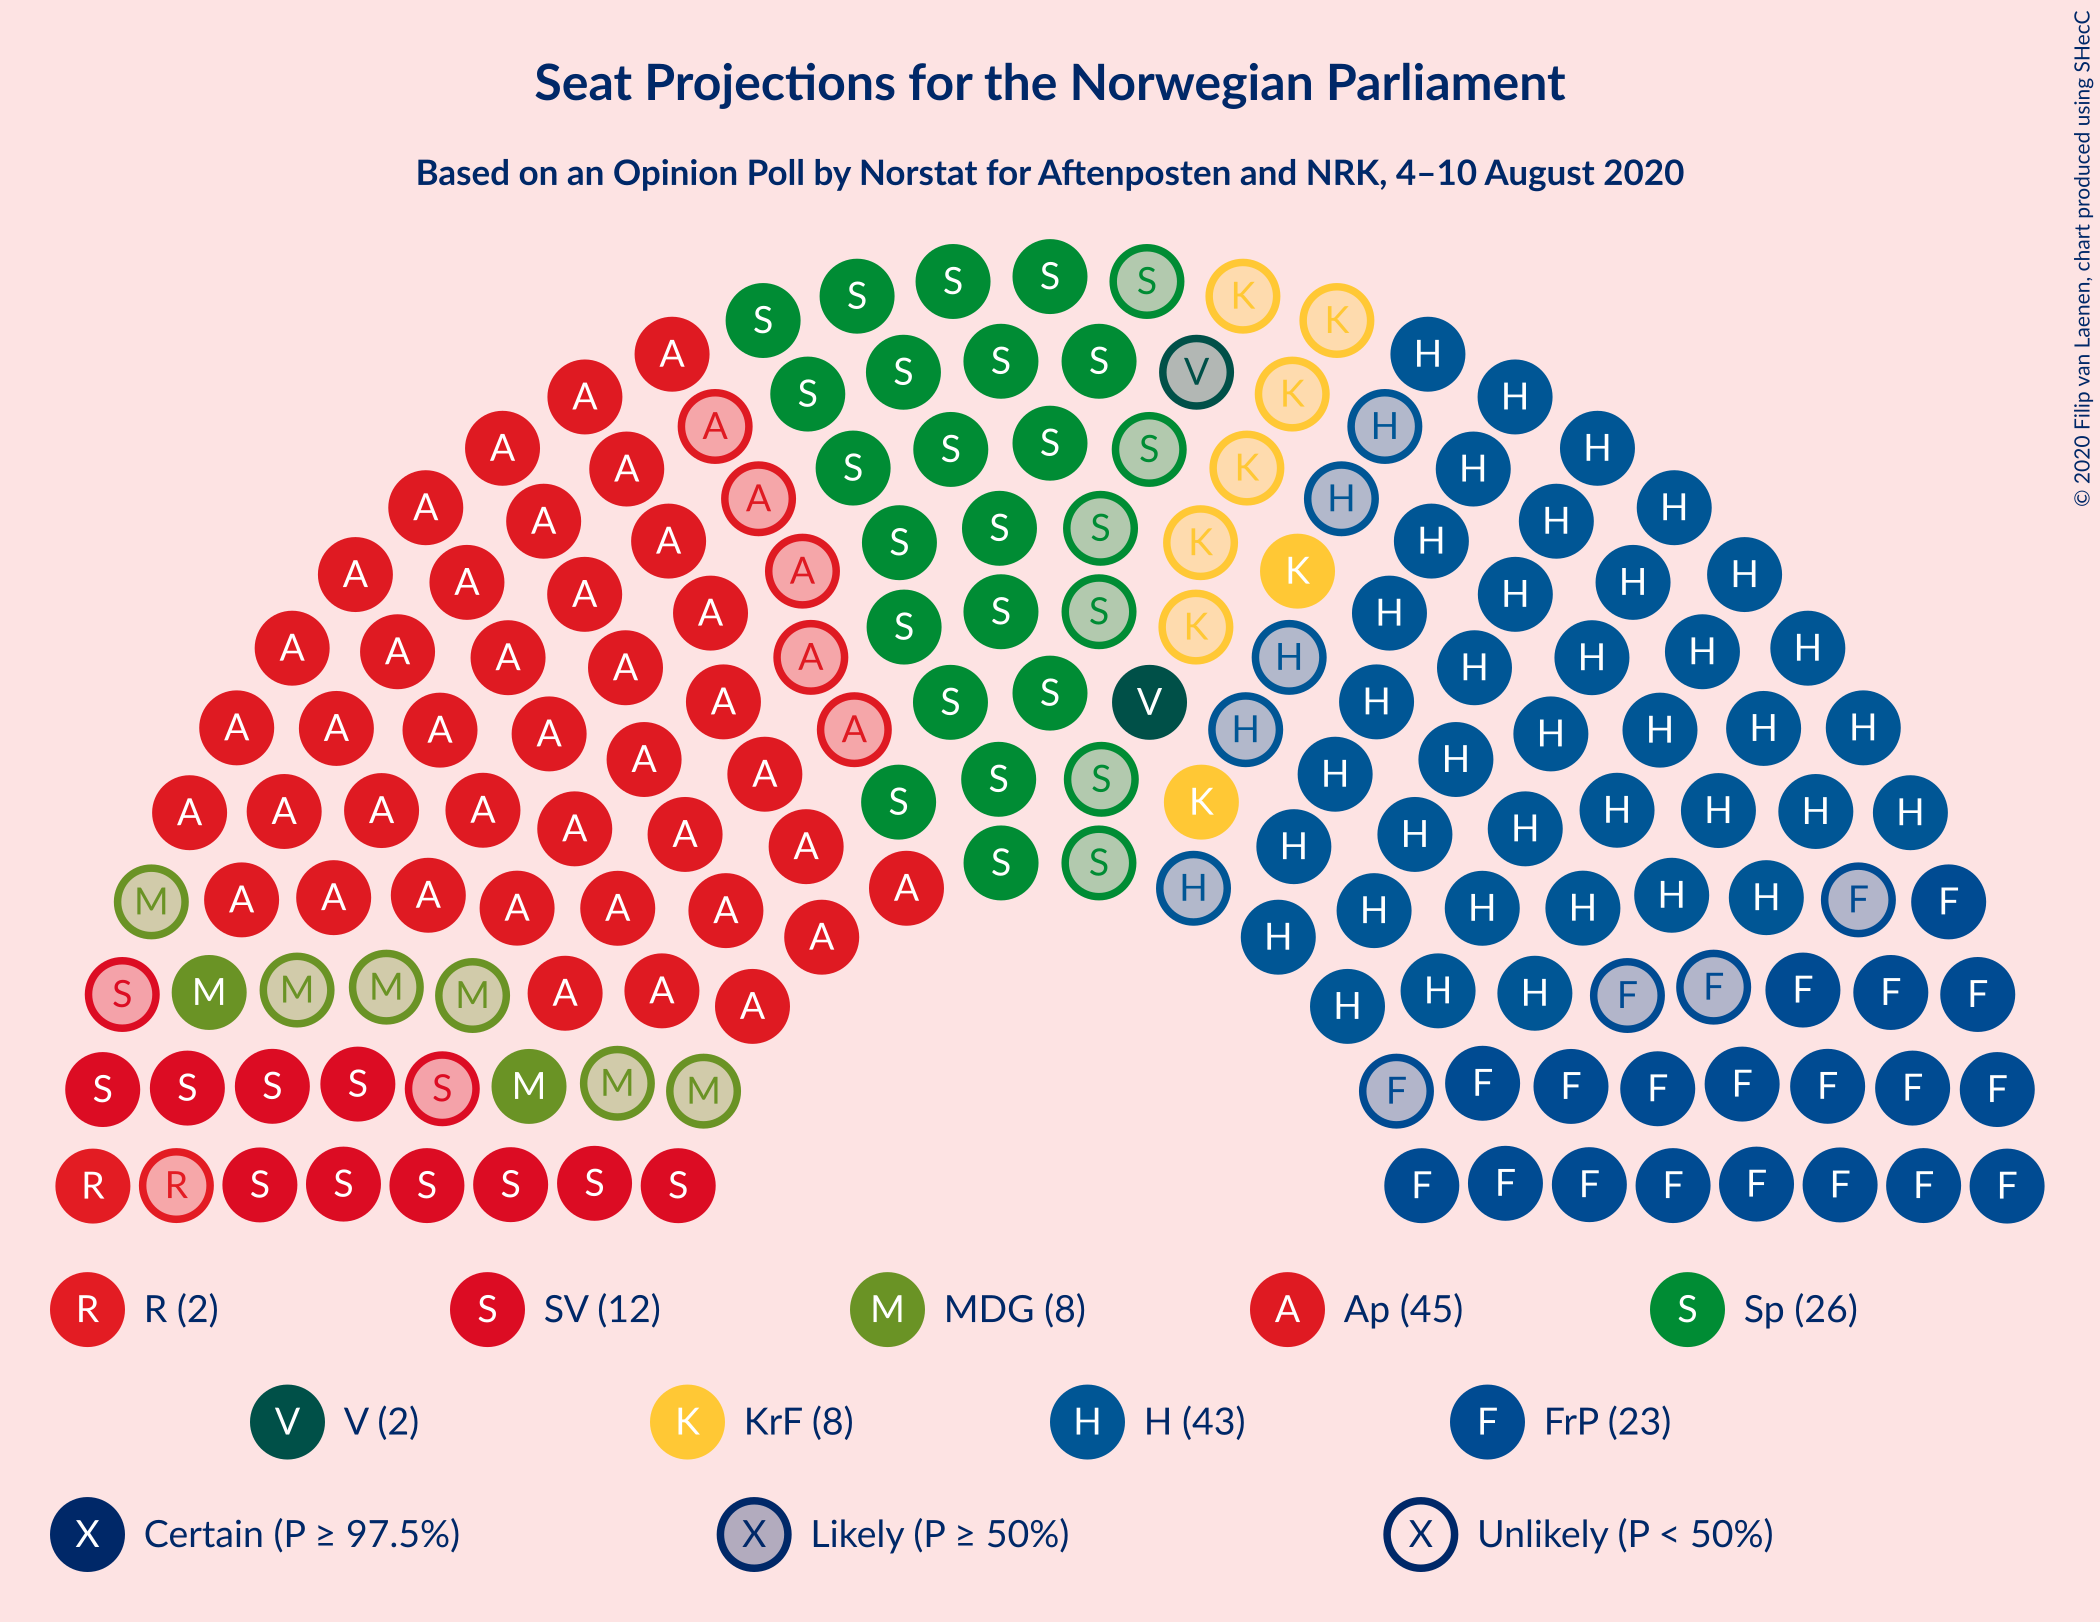 Seat Projections for the Norwegian Parliament
Based on an Opinion Poll by Norstat for Aftenposten and NRK, 4–10 August 2020
© 2020 Filip van Laenen, chart produced using SHecC
S S S S S K K
A S S S S V K H
A A A S S S S K H H H
A A A S S S K K H H H
A A A A S S S K H H H H
A A A A A S S V H H H H H
A A A A A A S S S K H H H H H H
M A A A A A A A A S S H H H H H H H H F F
S M M M M A A A H H H F F F F F
S S S S S M M M F F F F F F F F
R R S S S S S S F F F F F F F F
R R (2) S SV (12) M MDG (8) A Ap (45) S Sp (26)
V V (2) K KrF (8) H H (43) F FrP (23)
X Certain (P ≥ 97.5%) X Likely (P ≥ 50%) X Unlikely (P < 50%)